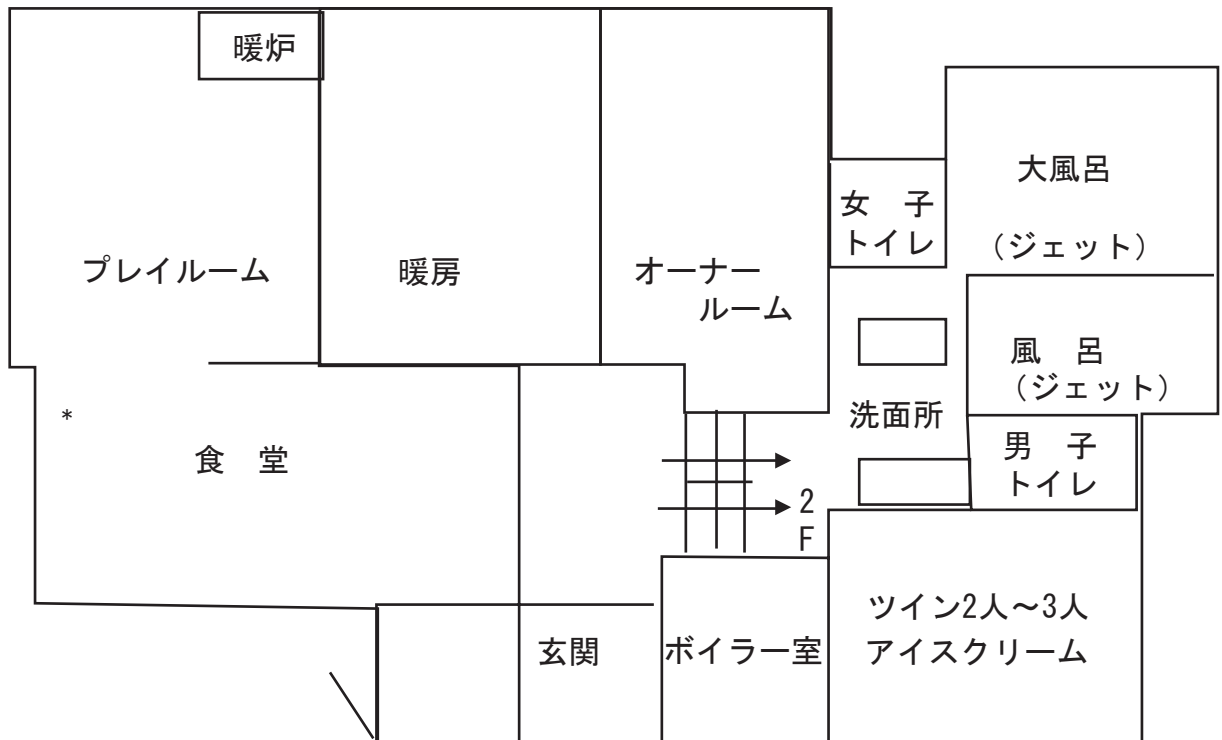 暖炉
大風呂
(ジェット)
女 子
トイレ
プレイルーム
暖房
オーナー
ルーム
風 呂
(ジェット)
*
洗面所
食 堂
男 子
トイレ
2
F
ツイン2人～3人
アイスクリーム
玄関
ボイラー室